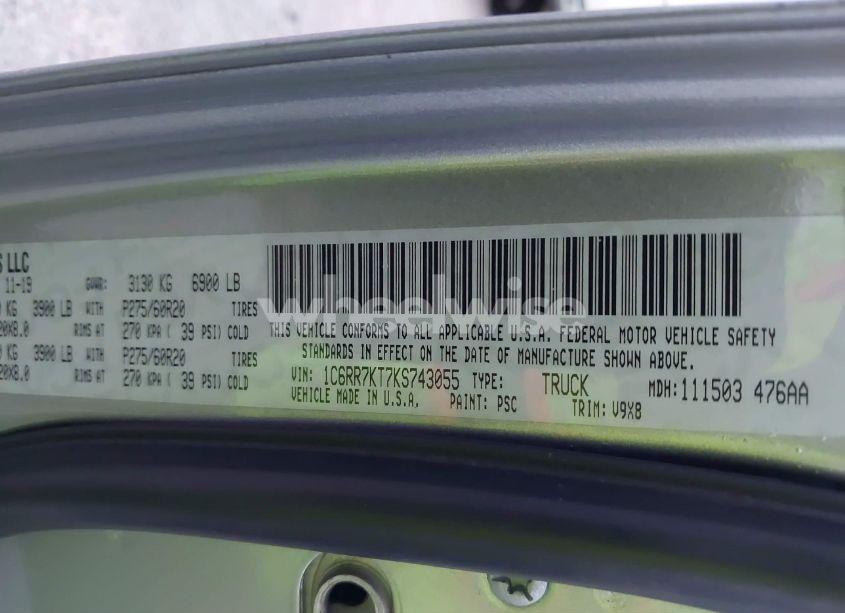 S LLC
11-19 GVWR: 3130 KG 6900 LB
KG 3900 LB WITH P275/60R20 TIRES
20X8.0 RIMS AT 270 KPA ( 39 PSI) COLD
KG 3900 LB WITH P275/60R20 TIRES
20X8.0 RIMS AT 270 KPA ( 39 PSI) COLD
wheelwise
THIS VEHICLE CONFORMS TO ALL APPLICABLE U.S.A. FEDERAL MOTOR VEHICLE SAFETY
STANDARDS IN EFFECT ON THE DATE OF MANUFACTURE SHOWN ABOVE.
VIN: 1C6RR7KT7KS743055 TYPE: TRUCK MDH:111503 476AA
VEHICLE MADE IN U.S.A. PAINT: PSC TRIM: V9X8